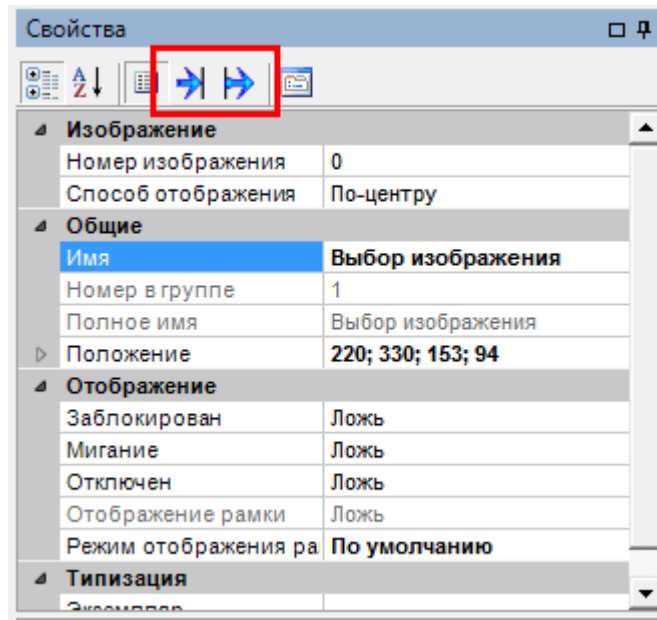 Свойства
Изображение
Номер изображения 0
Способ отображения По-центру
Общие
Имя Выбор изображения
Номер в группе 1
Полное имя Выбор изображения
Положение 220; 330; 153; 94
Отображение
Заблокирован Ложь
Мигание Ложь
Отключен Ложь
Отображение рамки Ложь
Режим отображения ра По умолчанию
Типизация
Экземпляр